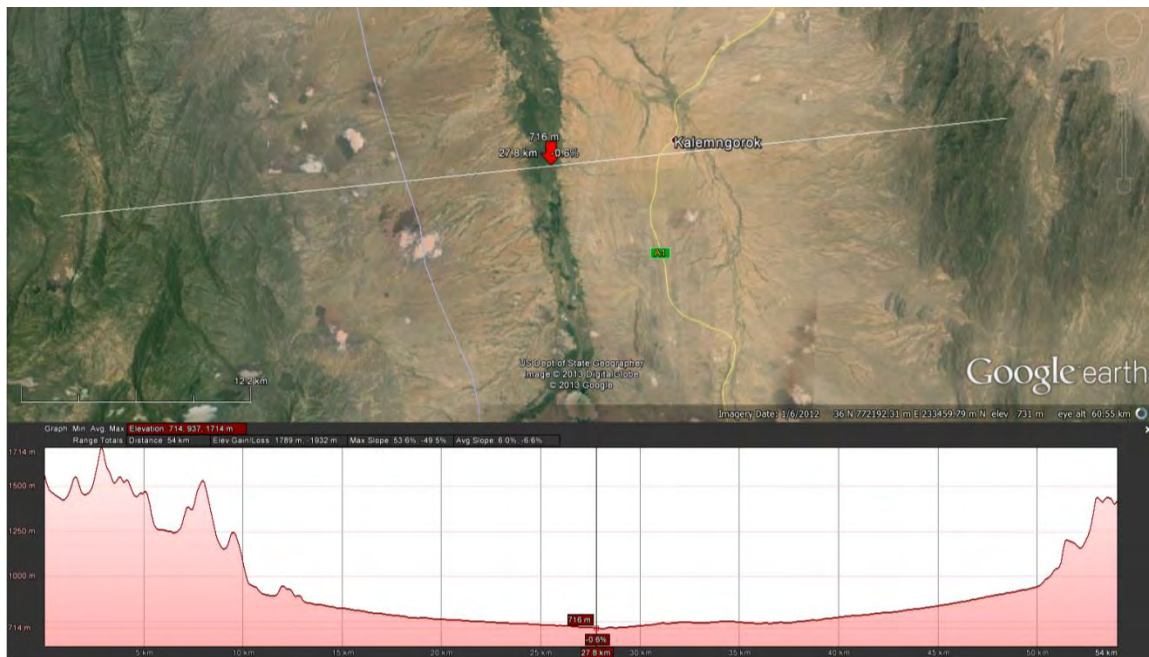 716 m
27.8 km -0.6%
Kalemngorok
A1
US Dept of State Geographer
Image © 2013 DigitalGlobe
© 2013 Google
12.2 km
Google earth
Imagery Date: 1/6/2012 36 N 772192.31 m E 233459.79 m N elev 731 m eye alt 60.55 km
Graph: Min, Avg, Max Elevation: 714, 937, 1714 m
Range Totals: Distance: 54 km Elev Gain/Loss: 1789 m, -1932 m Max Slope: 53.6%, -49.5% Avg Slope: 6.0%, -6.6%
1714 m
1500 m
1250 m
1000 m
716 m
714 m
-0.6%
5 km 10 km 15 km 20 km 25 km 27.8 km 30 km 35 km 40 km 45 km 50 km 54 km